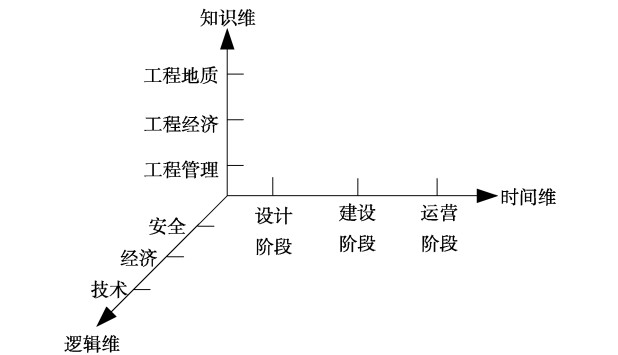 知识维
工程地质
工程经济
工程管理
时间维
设计
阶段
建设
阶段
运营
阶段
安全
经济
技术
逻辑维